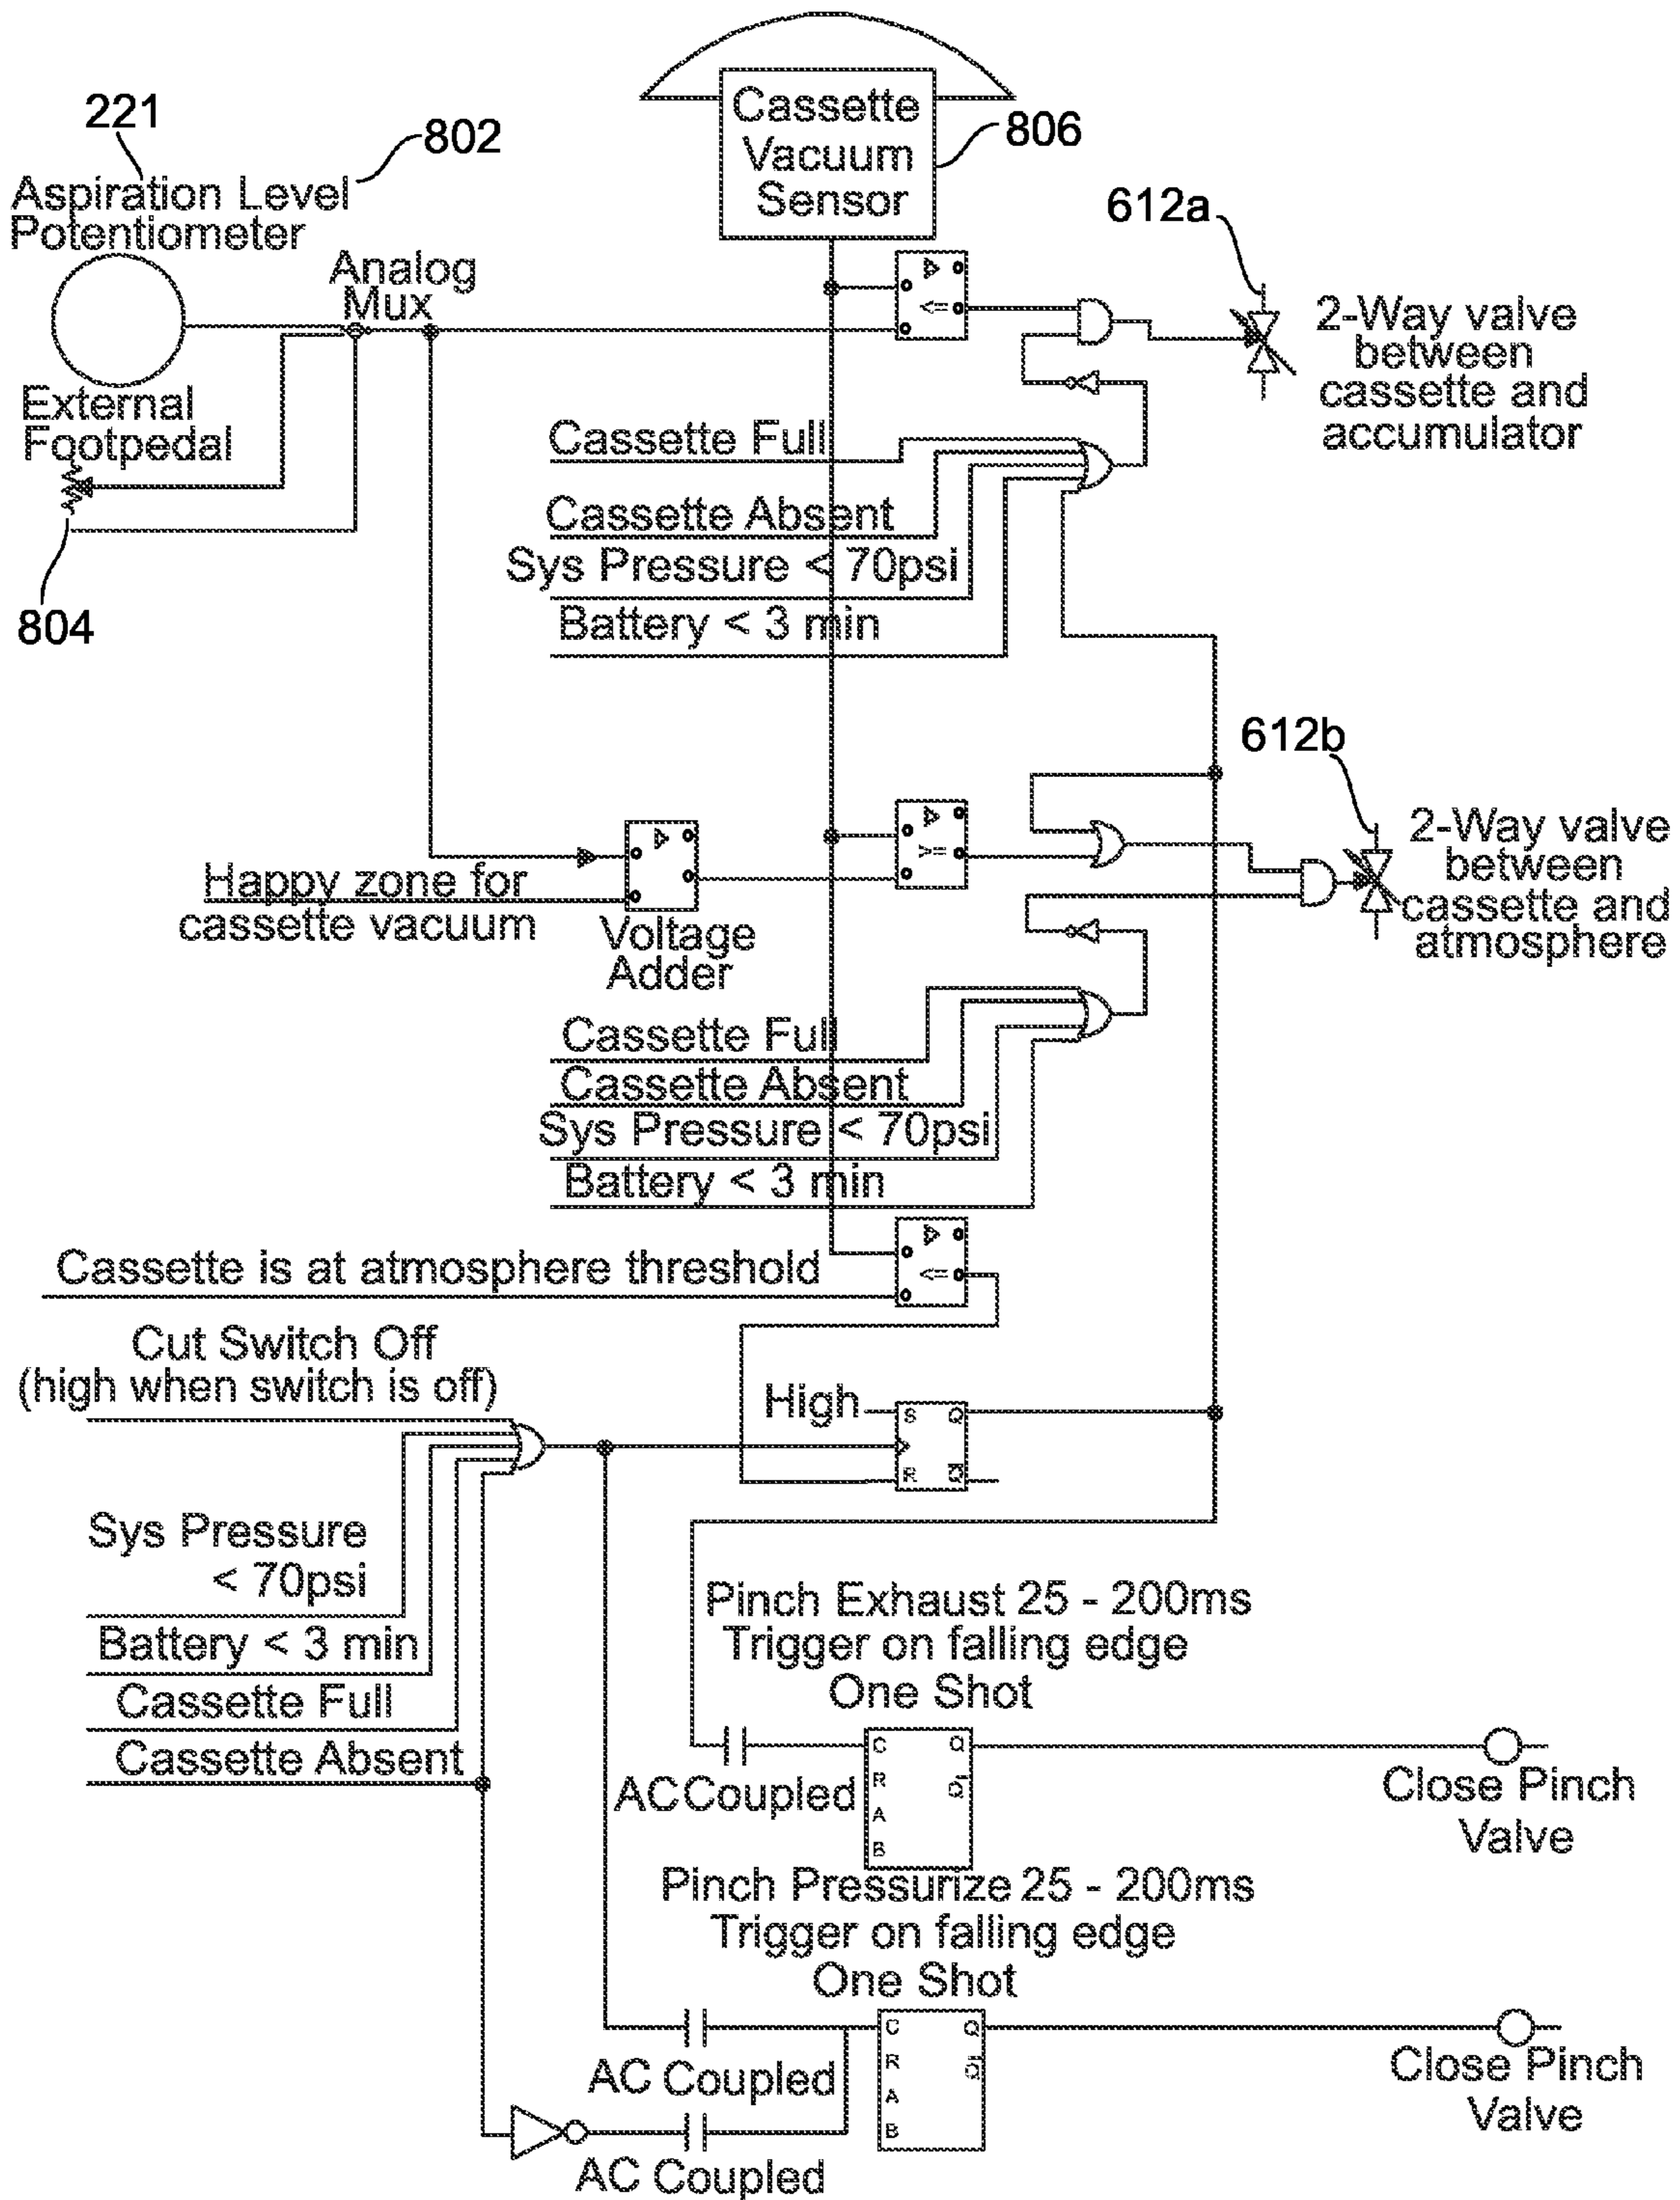 221
802
Aspiration Level
Potentiometer
Analog
Mux
External
Footpedal
804
Cassette
Vacuum
Sensor
806
<=
612a
2-Way valve
between
cassette and
accumulator
Cassette Full
Cassette Absent
Sys Pressure < 70psi
Battery < 3 min
612b
2-Way valve
between
cassette and
atmosphere
Happy zone for
cassette vacuum
Voltage
Adder
>=
Cassette Full
Cassette Absent
Sys Pressure < 70psi
Battery < 3 min
Cassette is at atmosphere threshold
<=
Cut Switch Off
(high when switch is off)
High
S Q
R Q
Sys Pressure
< 70psi
Battery < 3 min
Cassette Full
Cassette Absent
Pinch Exhaust 25 - 200ms
Trigger on falling edge
One Shot
AC Coupled
C Q
R Q
A
B
Close Pinch
Valve
Pinch Pressurize 25 - 200ms
Trigger on falling edge
One Shot
AC Coupled
C Q
R Q
A
B
Close Pinch
Valve
AC Coupled